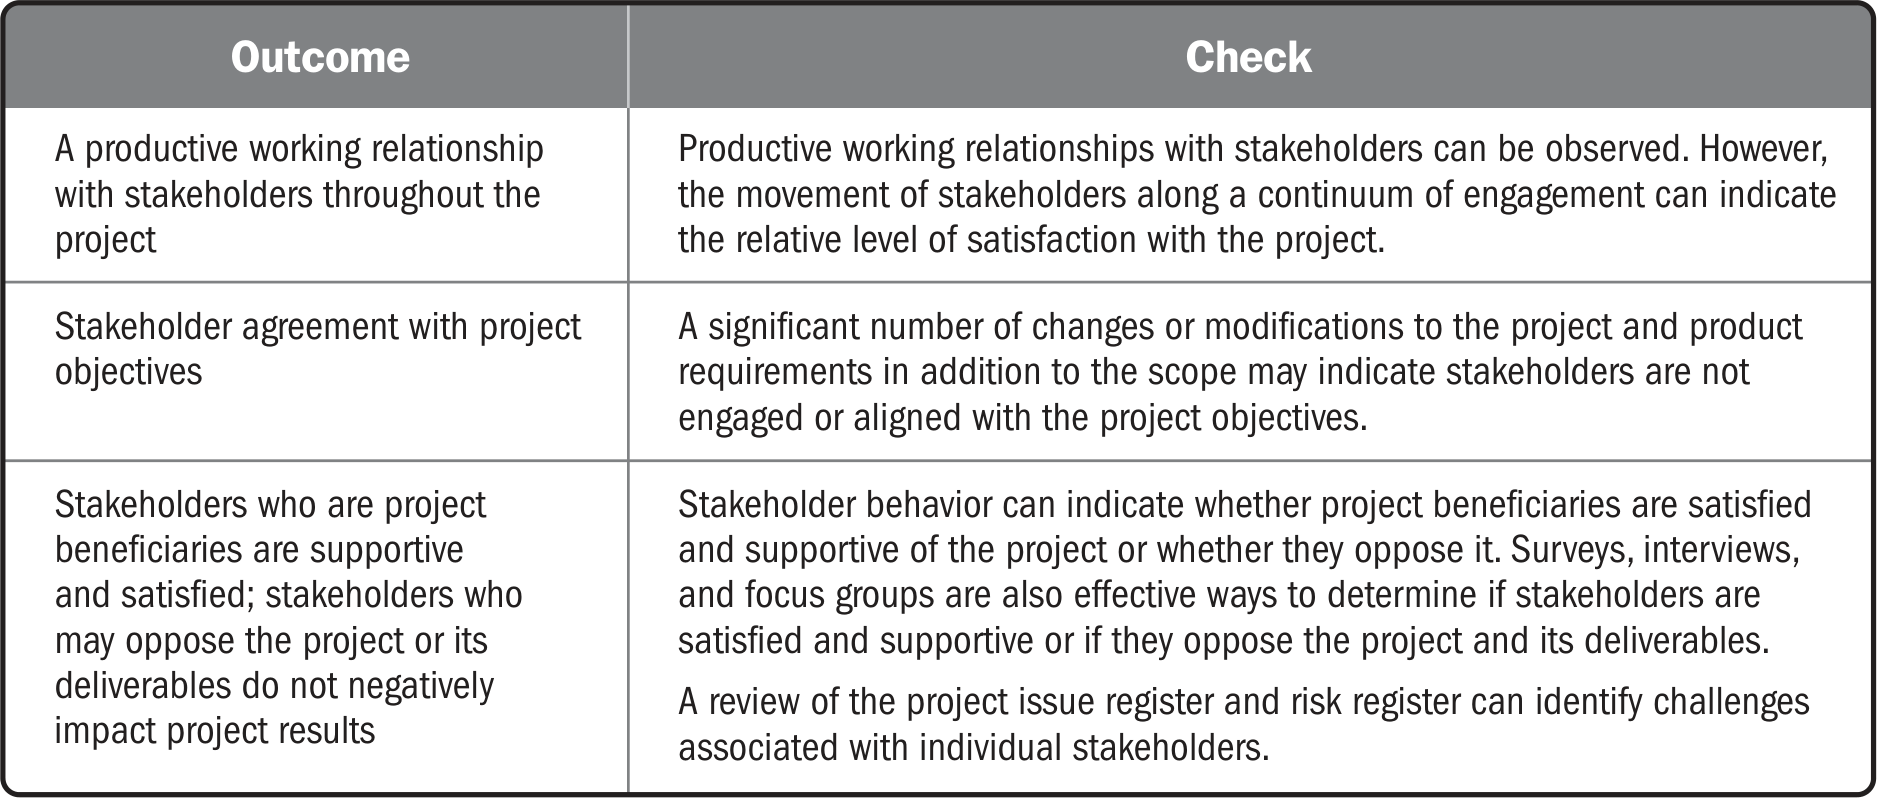 Outcome
Check
A productive working relationship
with stakeholders throughout the
project
Productive working relationships with stakeholders can be observed. However,
the movement of stakeholders along a continuum of engagement can indicate
the relative level of satisfaction with the project.
Stakeholder agreement with project
objectives
A significant number of changes or modifications to the project and product
requirements in addition to the scope may indicate stakeholders are not
engaged or aligned with the project objectives.
Stakeholders who are project
beneficiaries are supportive
and satisfied; stakeholders who
may oppose the project or its
deliverables do not negatively
impact project results
Stakeholder behavior can indicate whether project beneficiaries are satisfied
and supportive of the project or whether they oppose it. Surveys, interviews,
and focus groups are also effective ways to determine if stakeholders are
satisfied and supportive or if they oppose the project and its deliverables.
A review of the project issue register and risk register can identify challenges
associated with individual stakeholders.